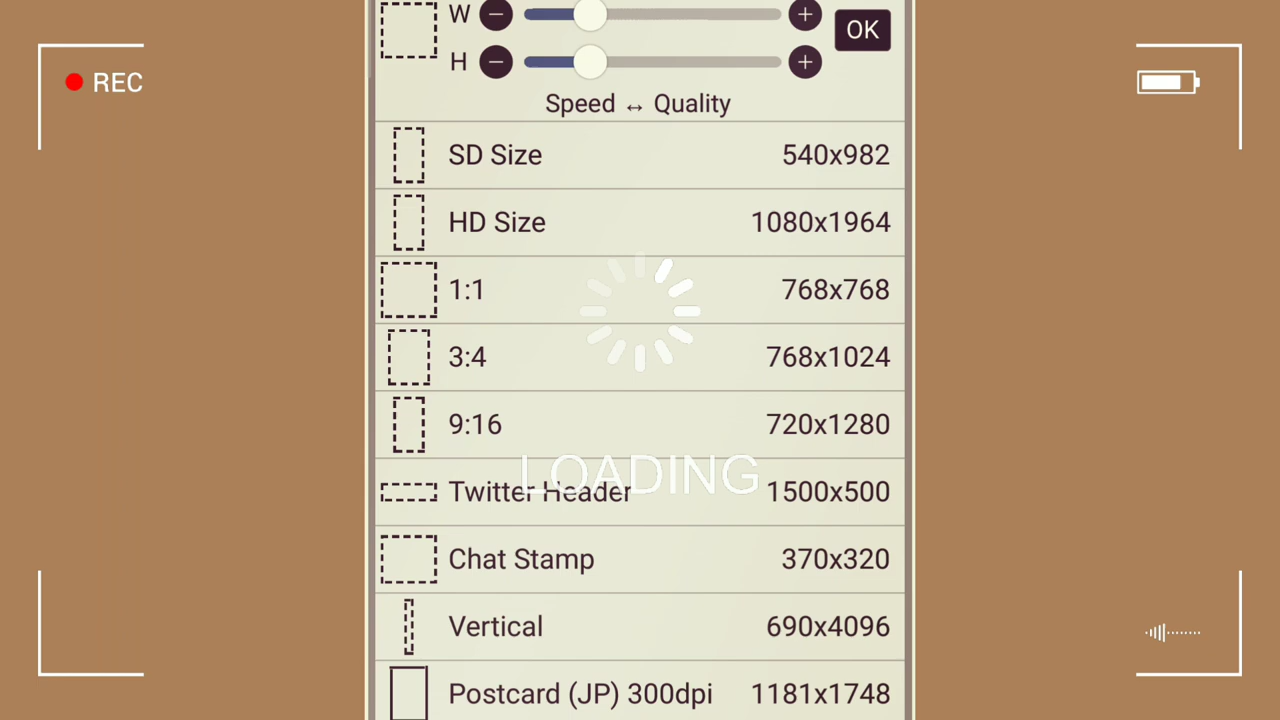 W
OK
REC
H
Speed ↔ Quality
SD Size 540x982
HD Size 1080x1964
1:1 768x768
3:4 768x1024
9:16 720x1280
LOADING
Twitter Header 1500x500
Chat Stamp 370x320
Vertical 690x4096
Postcard (JP) 300dpi 1181x1748